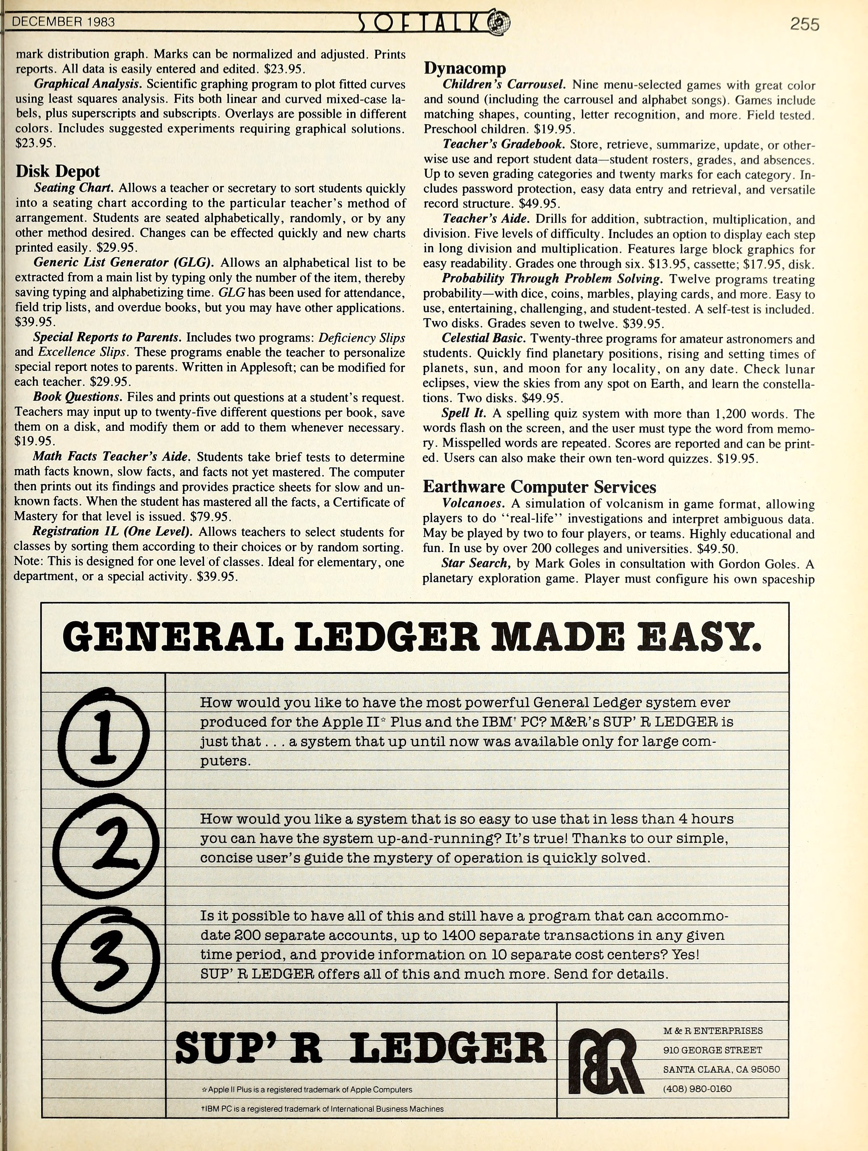 DECEMBER 1983
SOFTALK
255
mark distribution graph. Marks can be normalized and adjusted. Prints
reports. All data is easily entered and edited. $23.95.
Graphical Analysis. Scientific graphing program to plot fitted curves
using least squares analysis. Fits both linear and curved mixed-case la-
bels, plus superscripts and subscripts. Overlays are possible in different
colors. Includes suggested experiments requiring graphical solutions.
$23.95.
Disk Depot
Seating Chart. Allows a teacher or secretary to sort students quickly
into a seating chart according to the particular teacher's method of
arrangement. Students are seated alphabetically, randomly, or by any
other method desired. Changes can be effected quickly and new charts
printed easily. $29.95.
Generic List Generator (GLG). Allows an alphabetical list to be
extracted from a main list by typing only the number of the item, thereby
saving typing and alphabetizing time. GLG has been used for attendance,
field trip lists, and overdue books, but you may have other applications.
$39.95.
Special Reports to Parents. Includes two programs: Deficiency Slips
and Excellence Slips. These programs enable the teacher to personalize
special report notes to parents. Written in Applesoft; can be modified for
each teacher. $29.95.
Book Questions. Files and prints out questions at a student's request.
Teachers may input up to twenty-five different questions per book, save
them on a disk, and modify them or add to them whenever necessary.
$19.95.
Math Facts Teacher's Aide. Students take brief tests to determine
math facts known, slow facts, and facts not yet mastered. The computer
then prints out its findings and provides practice sheets for slow and un-
known facts. When the student has mastered all the facts, a Certificate of
Mastery for that level is issued. $79.95.
Registration 1L (One Level). Allows teachers to select students for
classes by sorting them according to their choices or by random sorting.
Note: This is designed for one level of classes. Ideal for elementary, one
department, or a special activity. $39.95.
Dynacomp
Children's Carrousel. Nine menu-selected games with great color
and sound (including the carrousel and alphabet songs). Games include
matching shapes, counting, letter recognition, and more. Field tested.
Preschool children. $19.95.
Teacher's Gradebook. Store, retrieve, summarize, update, or other-
wise use and report student data—student rosters, grades, and absences.
Up to seven grading categories and twenty marks for each category. In-
cludes password protection, easy data entry and retrieval, and versatile
record structure. $49.95.
Teacher's Aide. Drills for addition, subtraction, multiplication, and
division. Five levels of difficulty. Includes an option to display each step
in long division and multiplication. Features large block graphics for
easy readability. Grades one through six. $13.95, cassette; $17.95, disk.
Probability Through Problem Solving. Twelve programs treating
probability—with dice, coins, marbles, playing cards, and more. Easy to
use, entertaining, challenging, and student-tested. A self-test is included.
Two disks. Grades seven to twelve. $39.95.
Celestial Basic. Twenty-three programs for amateur astronomers and
students. Quickly find planetary positions, rising and setting times of
planets, sun, and moon for any locality, on any date. Check lunar
eclipses, view the skies from any spot on Earth, and learn the constella-
tions. Two disks. $49.95.
Spell It. A spelling quiz system with more than 1,200 words. The
words flash on the screen, and the user must type the word from memo-
ry. Misspelled words are repeated. Scores are reported and can be print-
ed. Users can also make their own ten-word quizzes. $19.95.
Earthware Computer Services
Volcanoes. A simulation of volcanism in game format, allowing
players to do ‘‘real-life’’ investigations and interpret ambiguous data.
May be played by two to four players, or teams. Highly educational and
fun. In use by over 200 colleges and universities. $49.50.
Star Search, by Mark Goles in consultation with Gordon Goles. A
planetary exploration game. Player must configure his own spaceship
GENERAL LEDGER MADE EASY.
1
How would you like to have the most powerful General Ledger system ever
produced for the Apple II☆ Plus and the IBM† PC? M&R's SUP' R LEDGER is
just that . . . a system that up until now was available only for large com-
puters.
2
How would you like a system that is so easy to use that in less than 4 hours
you can have the system up-and-running? It's true! Thanks to our simple,
concise user's guide the mystery of operation is quickly solved.
3
Is it possible to have all of this and still have a program that can accommo-
date 200 separate accounts, up to 1400 separate transactions in any given
time period, and provide information on 10 separate cost centers? Yes!
SUP' R LEDGER offers all of this and much more. Send for details.
SUP' R LEDGER
☆Apple II Plus is a registered trademark of Apple Computers
†IBM PC is a registered trademark of International Business Machines
M&R
M & R ENTERPRISES
910 GEORGE STREET
SANTA CLARA, CA 95050
(408) 980-0160